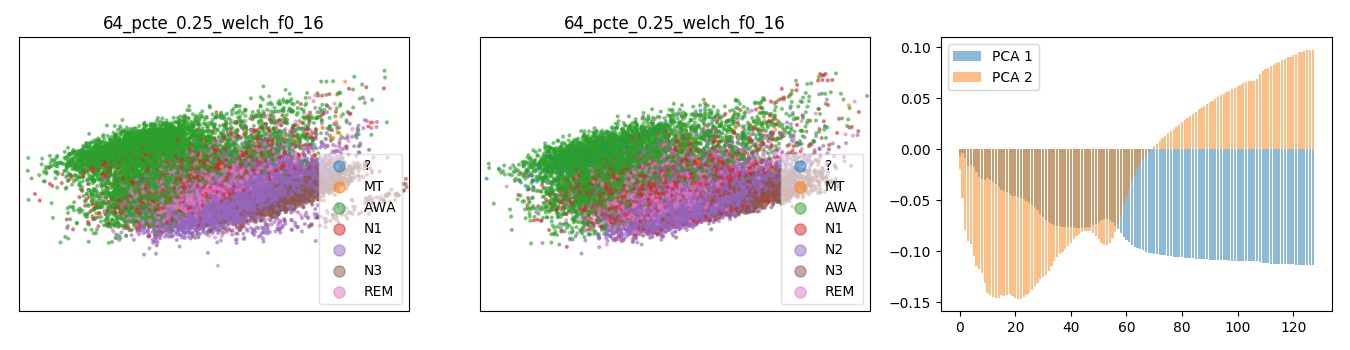 64_pcte_0.25_welch_f0_16
?
MT
AWA
N1
N2
N3
REM
64_pcte_0.25_welch_f0_16
?
MT
AWA
N1
N2
N3
REM
PCA 1
PCA 2
0.10
0.05
0.00
−0.05
−0.10
−0.15
0 20 40 60 80 100 120